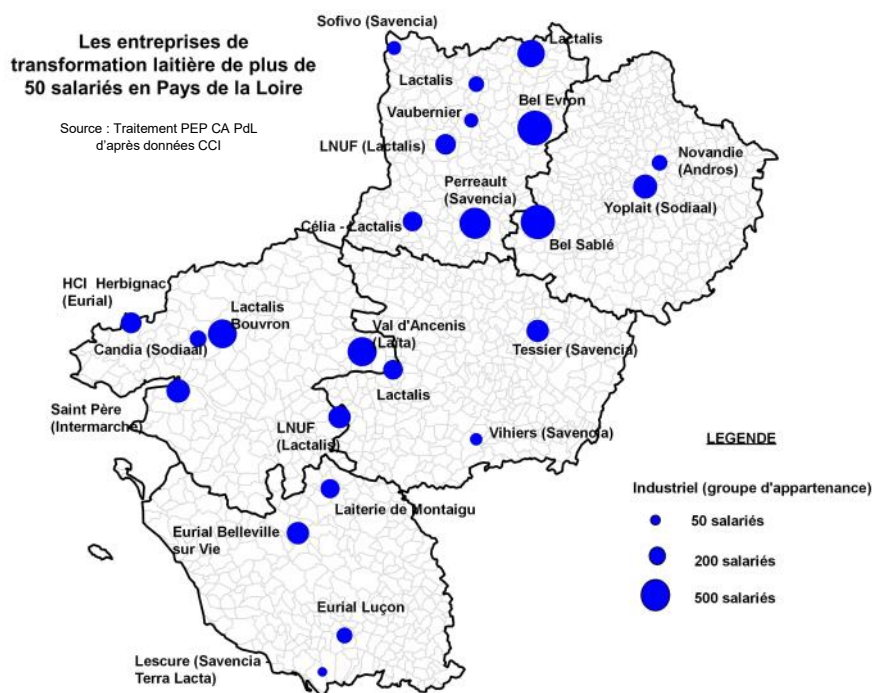 Les entreprises de
transformation laitière de plus de
50 salariés en Pays de la Loire
Source : Traitement PEP CA PdL
d'après données CCI
Sofivo (Savencia)
Lactalis
Lactalis
Vaubernier
Bel Evron
LNUF (Lactalis)
Novandie
(Andros)
Perreault
(Savencia)
Yoplait (Sodiaal)
Célia - Lactalis
Bel Sablé
HCI Herbignac
(Eurial)
Lactalis
Bouvron
Candia (Sodiaal)
Val d'Ancenis
(Laïta)
Tessier (Savencia)
Lactalis
Saint Père
(Intermarché)
LNUF
(Lactalis)
Vihiers (Savencia)
Laiterie de Montaigu
Eurial Belleville
sur Vie
Eurial Luçon
Lescure (Savencia -
Terra Lacta)
LEGENDE
Industriel (groupe d'appartenance)
50 salariés
200 salariés
500 salariés